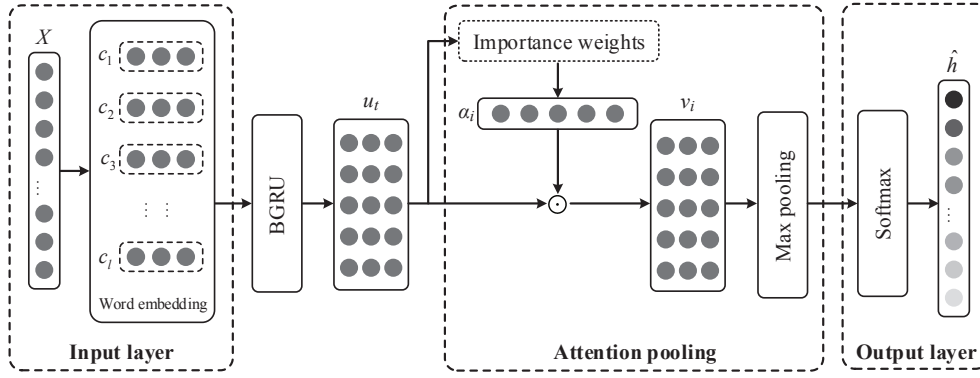 X
c1
c2
c3
...
... ...
cl
Word embedding
Input layer
BGRU
ut
Importance weights
αi
vi
Max pooling
Attention pooling
Softmax
ĥ
...
Output layer